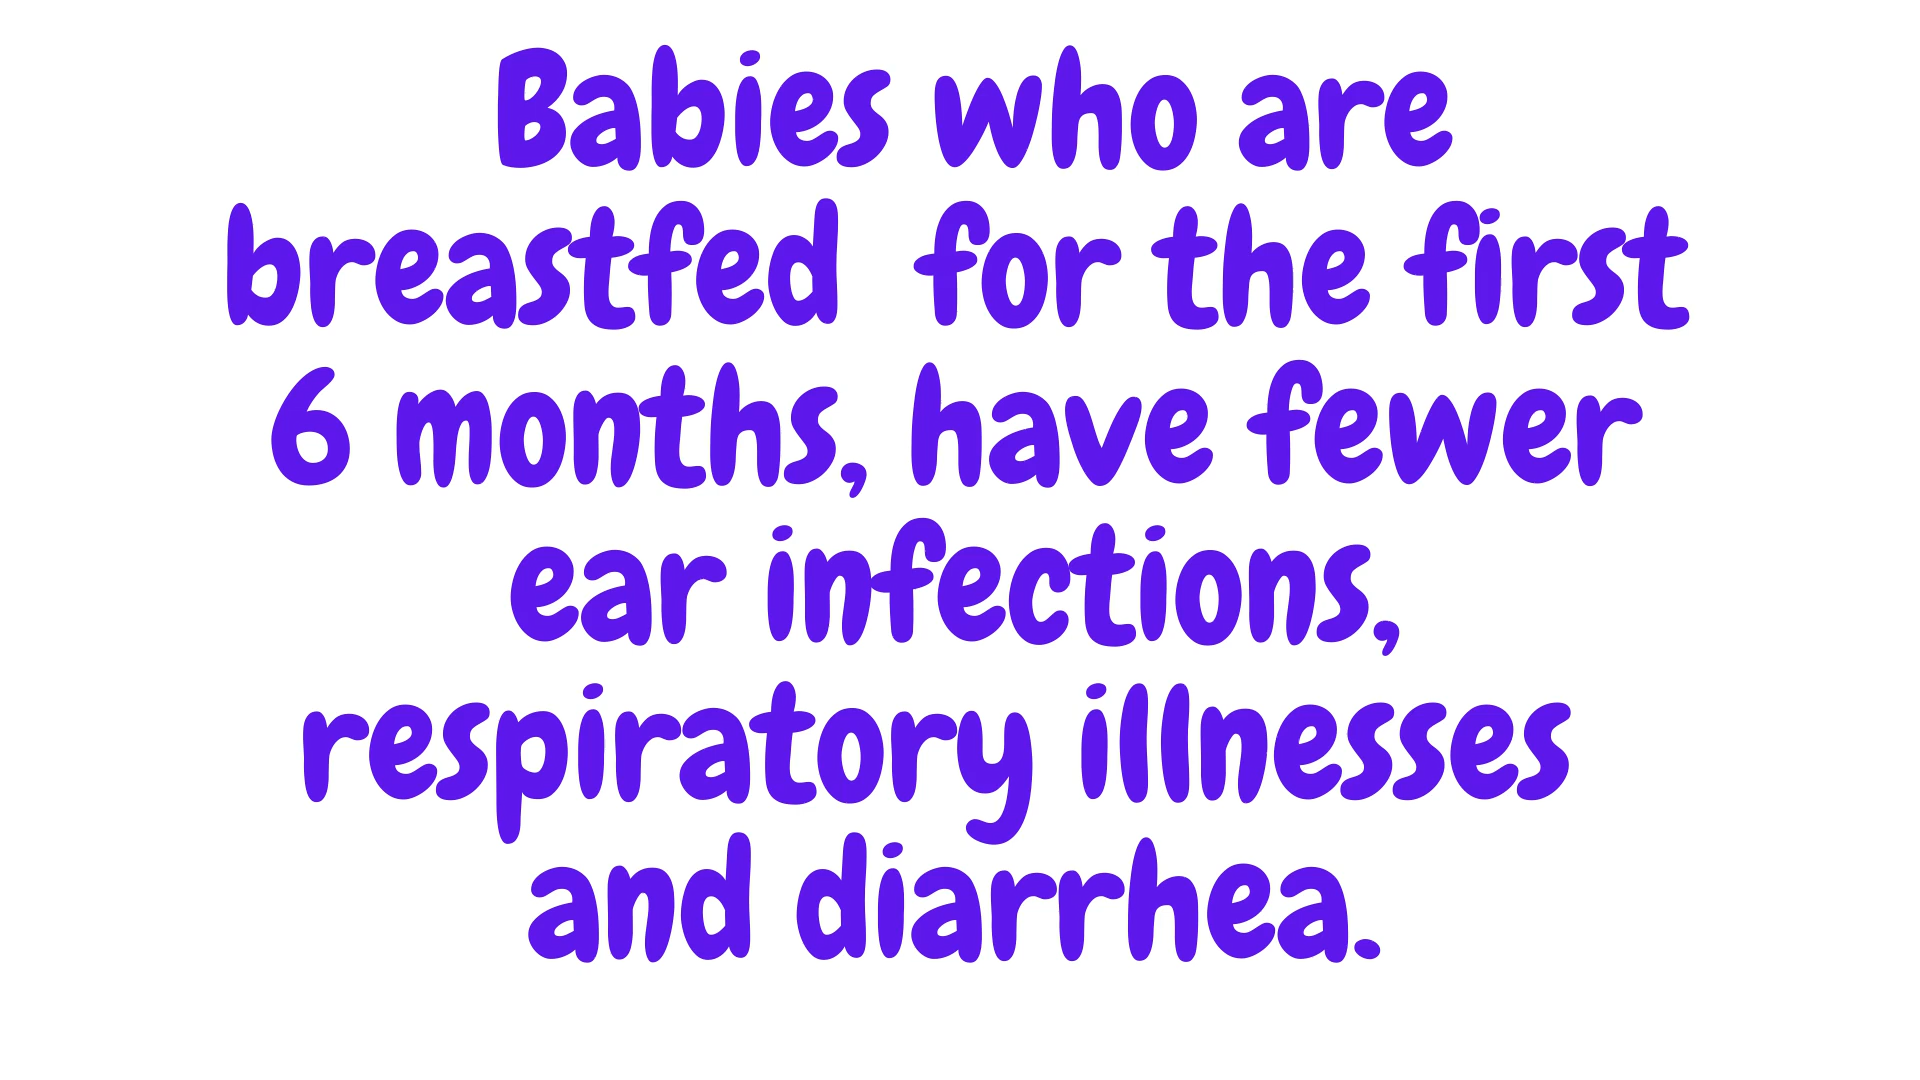 Babies who are
breastfed  for the first
6 months, have fewer
ear infections,
respiratory illnesses
and diarrhea.